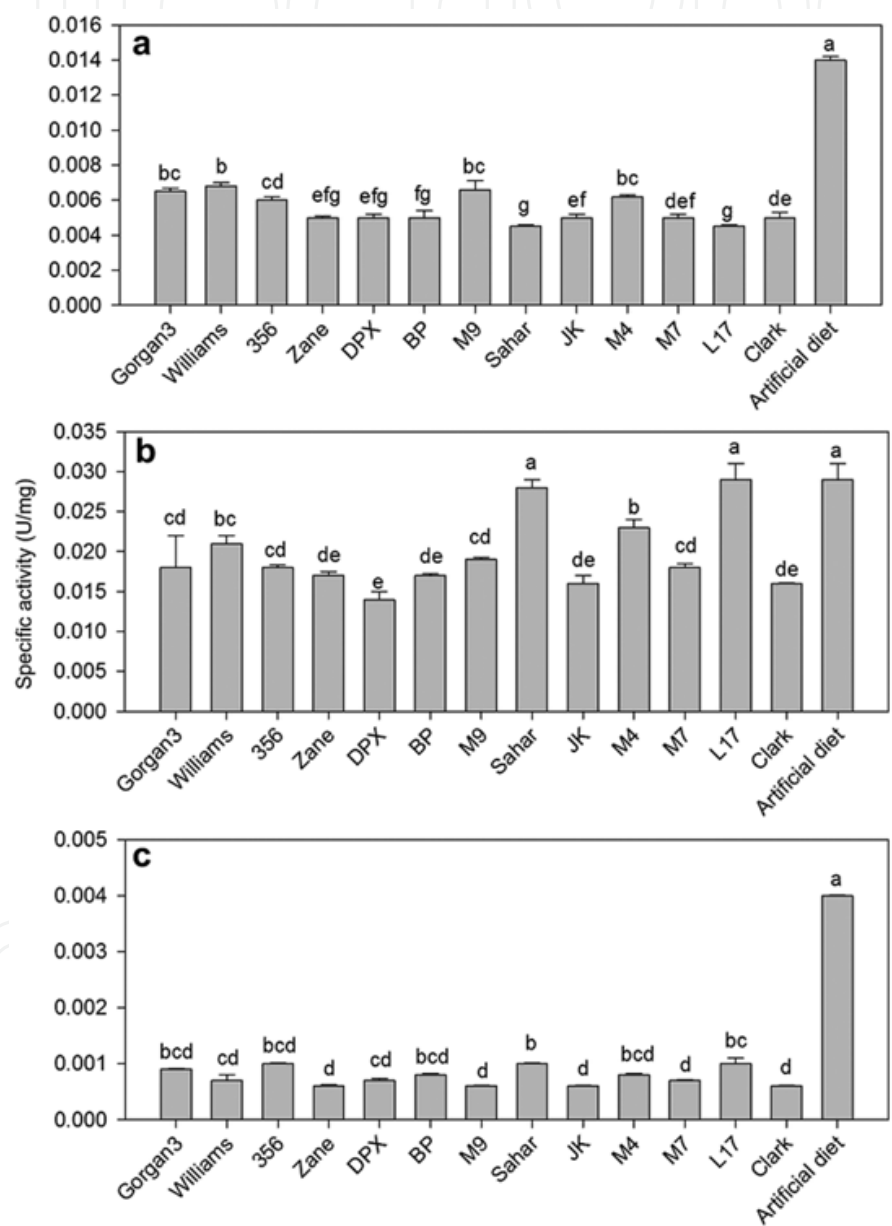 a
0.016
0.014
0.012
0.010
0.008
0.006
0.004
0.002
0.000
bc b cd efg efg fg bc g ef bc def g de a
Gorgan3 Williams 356 Zane DPX BP M9 Sahar JK M4 M7 L17 Clark Artificial diet
Specific activity (U/mg)
b
0.035
0.030
0.025
0.020
0.015
0.010
0.005
0.000
cd bc cd de e de cd a de b cd a de a
Gorgan3 Williams 356 Zane DPX BP M9 Sahar JK M4 M7 L17 Clark Artificial diet
c
0.005
0.004
0.003
0.002
0.001
0.000
bcd cd bcd d cd bcd d b d bcd d bc d a
Gorgan3 Williams 356 Zane DPX BP M9 Sahar JK M4 M7 L17 Clark Artificial diet